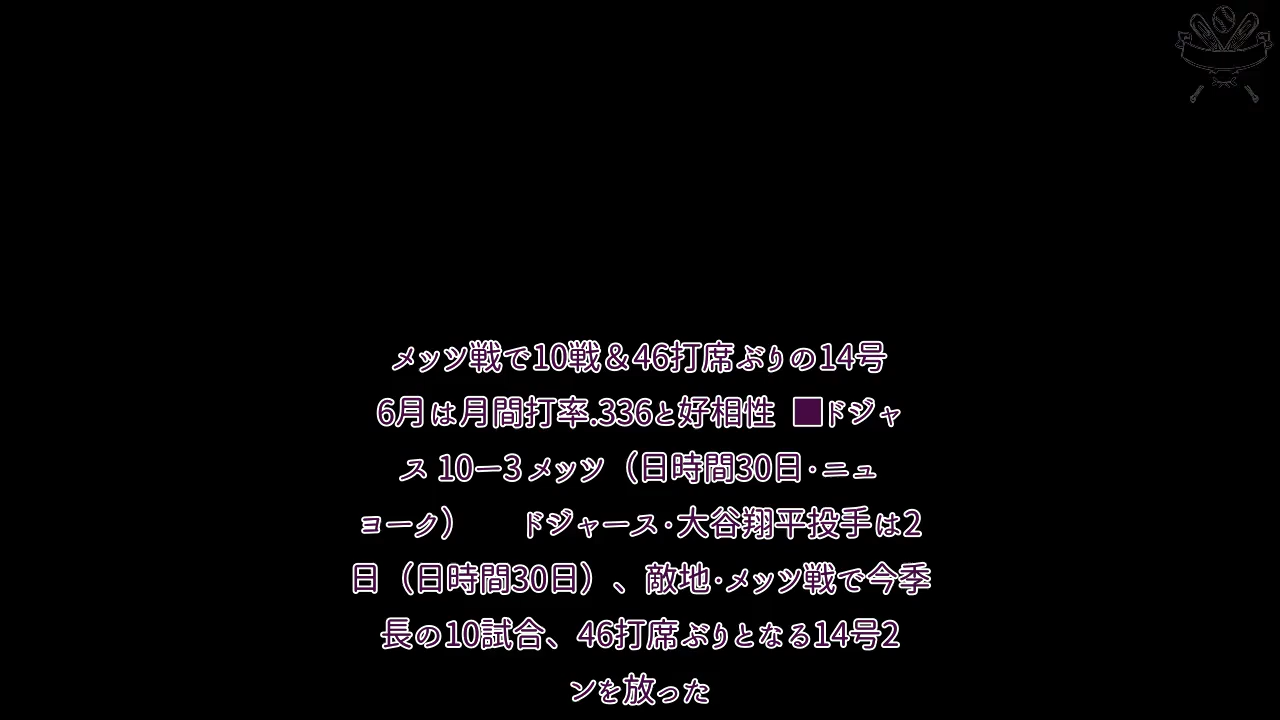 メッツ戦で10戦＆46打席ぶりの14号
6月は月間打率.336と好相性 ■ドジャ
ス 10ー3 メッツ（日時間30日・ニュ
ヨーク） ドジャース・大谷翔平投手は2
日（日時間30日）、敵地・メッツ戦で今季
長の10試合、46打席ぶりとなる14号2
ンを放った